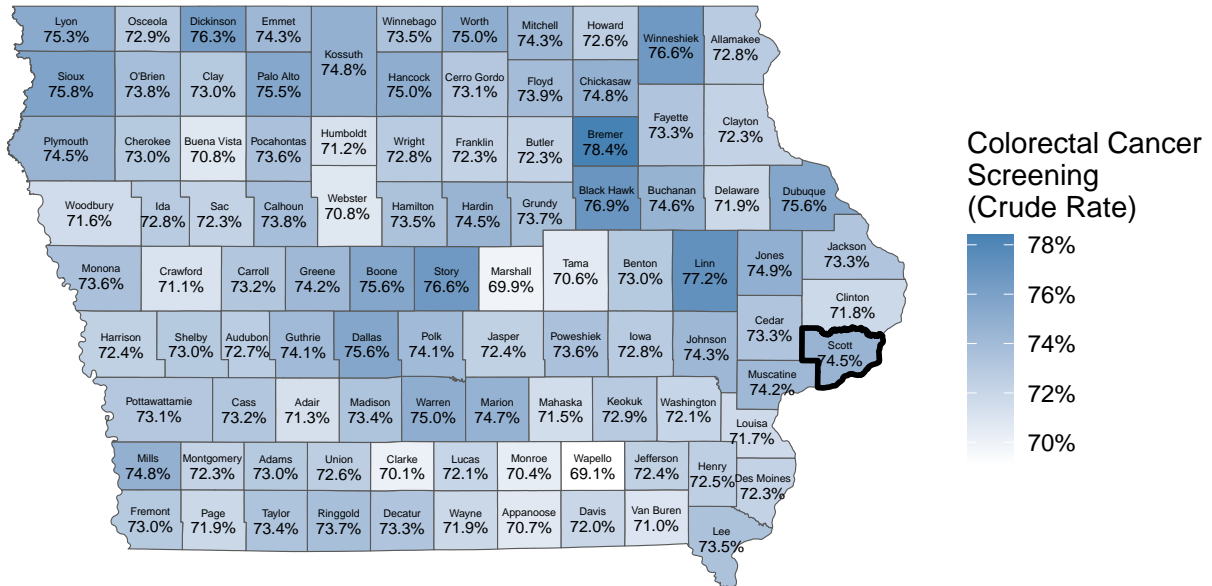 Lyon
75.3%
Osceola
72.9%
Dickinson
76.3%
Emmet
74.3%
Kossuth
74.8%
Winnebago
73.5%
Worth
75.0%
Mitchell
74.3%
Howard
72.6%
Winneshiek
76.6%
Allamakee
72.8%
Sioux
75.8%
O'Brien
73.8%
Clay
73.0%
Palo Alto
75.5%
Hancock
75.0%
Cerro Gordo
73.1%
Floyd
73.9%
Chickasaw
74.8%
Fayette
73.3%
Clayton
72.3%
Plymouth
74.5%
Cherokee
73.0%
Buena Vista
70.8%
Pocahontas
73.6%
Humboldt
71.2%
Wright
72.8%
Franklin
72.3%
Butler
72.3%
Bremer
78.4%
Woodbury
71.6%
Ida
72.8%
Sac
72.3%
Calhoun
73.8%
Webster
70.8%
Hamilton
73.5%
Hardin
74.5%
Grundy
73.7%
Black Hawk
76.9%
Buchanan
74.6%
Delaware
71.9%
Dubuque
75.6%
Monona
73.6%
Crawford
71.1%
Carroll
73.2%
Greene
74.2%
Boone
75.6%
Story
76.6%
Marshall
69.9%
Tama
70.6%
Benton
73.0%
Linn
77.2%
Jones
74.9%
Jackson
73.3%
Clinton
71.8%
Harrison
72.4%
Shelby
73.0%
Audubon
72.7%
Guthrie
74.1%
Dallas
75.6%
Polk
74.1%
Jasper
72.4%
Poweshiek
73.6%
Iowa
72.8%
Johnson
74.3%
Cedar
73.3%
Scott
74.5%
Muscatine
74.2%
Pottawattamie
73.1%
Cass
73.2%
Adair
71.3%
Madison
73.4%
Warren
75.0%
Marion
74.7%
Mahaska
71.5%
Keokuk
72.9%
Washington
72.1%
Louisa
71.7%
Mills
74.8%
Montgomery
72.3%
Adams
73.0%
Union
72.6%
Clarke
70.1%
Lucas
72.1%
Monroe
70.4%
Wapello
69.1%
Jefferson
72.4%
Henry
72.5%
Des Moines
72.3%
Fremont
73.0%
Page
71.9%
Taylor
73.4%
Ringgold
73.7%
Decatur
73.3%
Wayne
71.9%
Appanoose
70.7%
Davis
72.0%
Van Buren
71.0%
Lee
73.5%
Colorectal Cancer
Screening
(Crude Rate)
78%
76%
74%
72%
70%